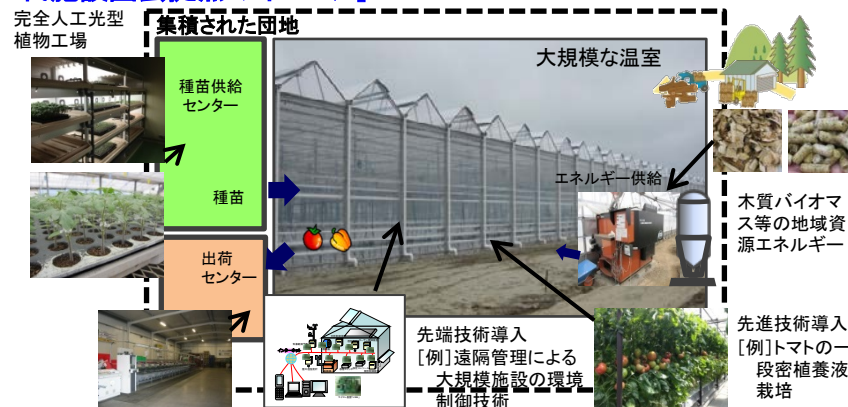 完全人工光型
植物工場
集積された団地
大規模な温室
種苗供給
センター
種苗
エネルギー供給
木質バイオマ
ス等の地域資
源エネルギー
出荷
センター
先端技術導入
[例]遠隔管理による
大規模施設の環境
制御技術
先進技術導入
[例]トマトの一
段密植養液
栽培